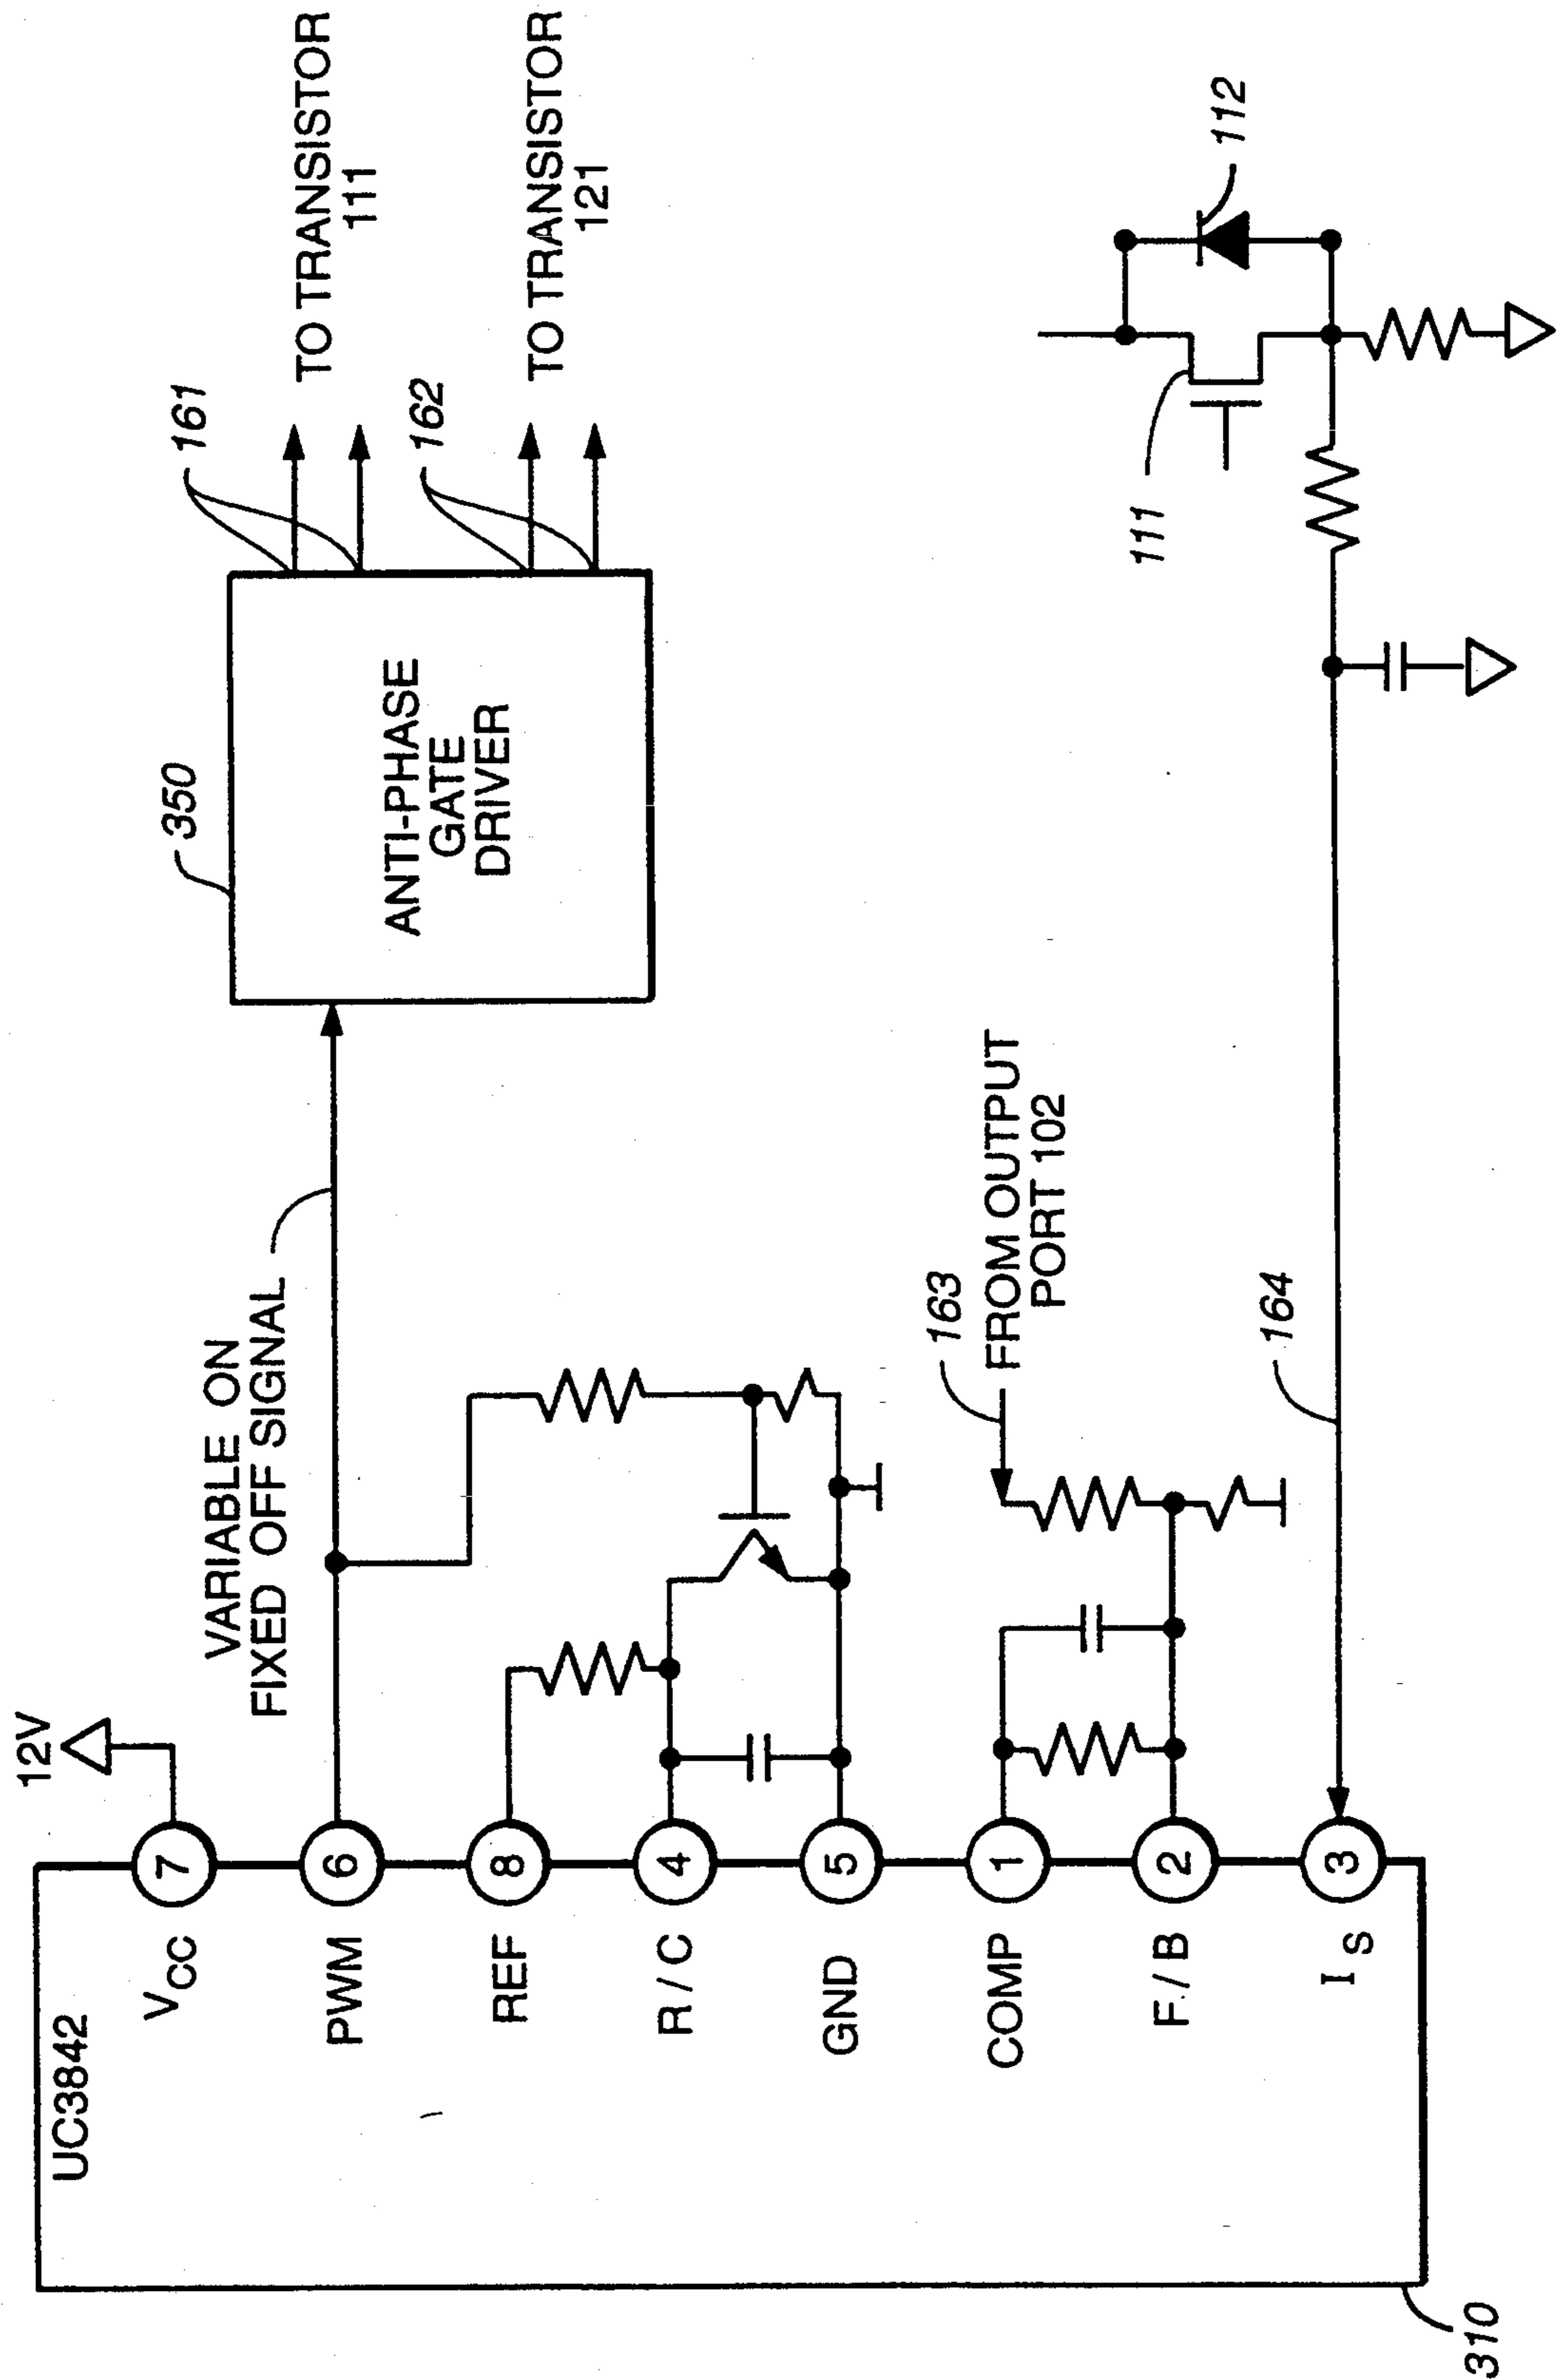 UC3842
12V
VCC
7
PWM
6
REF
8
R / C
4
GND
5
COMP
1
F / B
2
IS
3
310
VARIABLE ON
FIXED OFF SIGNAL
350
ANTI-PHASE
GATE
DRIVER
161
TO TRANSISTOR
111
162
TO TRANSISTOR
121
163
FROM OUTPUT
PORT 102
164
111
112